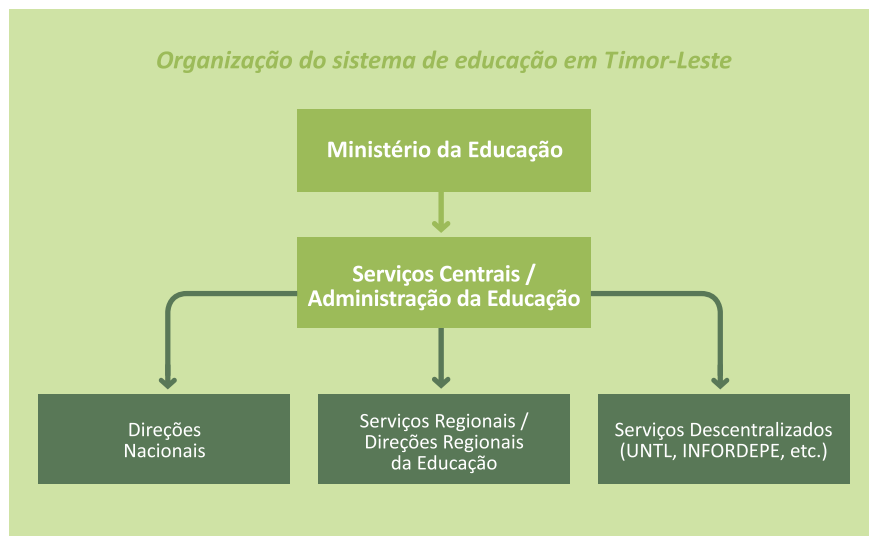 Organização do sistema de educação em Timor-Leste
Ministério da Educação
Serviços Centrais /
Administração da Educação
Direções
Nacionais
Serviços Regionais /
Direções Regionais
da Educação
Serviços Descentralizados
(UNTL, INFORDEPE, etc.)